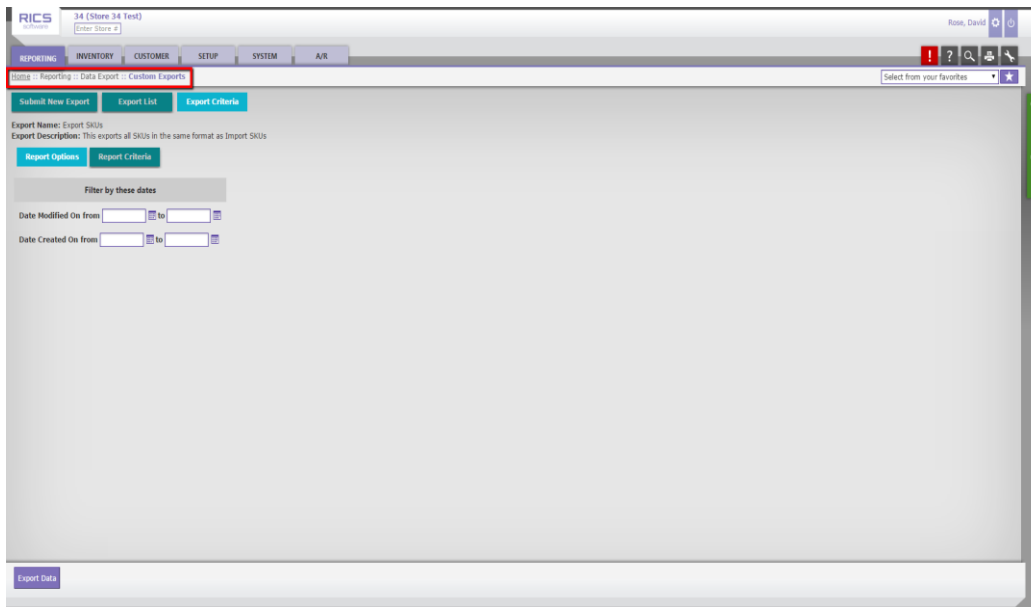 RICS
software
34 (Store 34 Test)
Enter Store #
Rose, David
REPORTING INVENTORY CUSTOMER SETUP SYSTEM A/R
! ?
Home :: Reporting :: Data Export :: Custom Exports
Select from your favorites
Submit New Export Export List Export Criteria
Export Name: Export SKUs
Export Description: This exports all SKUs in the same format as Import SKUs
Report Options Report Criteria
Filter by these dates
Date Modified On from to
Date Created On from to
Export Data